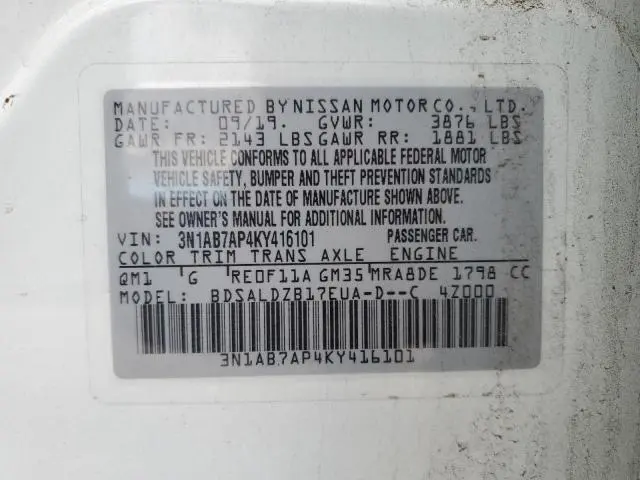 MANUFACTURED BY NISSAN MOTOR CO., LTD.
DATE: 09/19. GVWR: 3876 LBS
GAWR FR: 2143 LBS GAWR RR: 1881 LBS
THIS VEHICLE CONFORMS TO ALL APPLICABLE FEDERAL MOTOR
VEHICLE SAFETY, BUMPER AND THEFT PREVENTION STANDARDS
IN EFFECT ON THE DATE OF MANUFACTURE SHOWN ABOVE.
SEE OWNER'S MANUAL FOR ADDITIONAL INFORMATION.
VIN: 3N1AB7AP4KY416101 PASSENGER CAR.
COLOR TRIM TRANS AXLE ENGINE
QM1 G RE0F11A GM35 MRA8DE 1798 CC
MODEL: BDSALDZB17EUA-D--C 4Z000
3N1AB7AP4KY416101